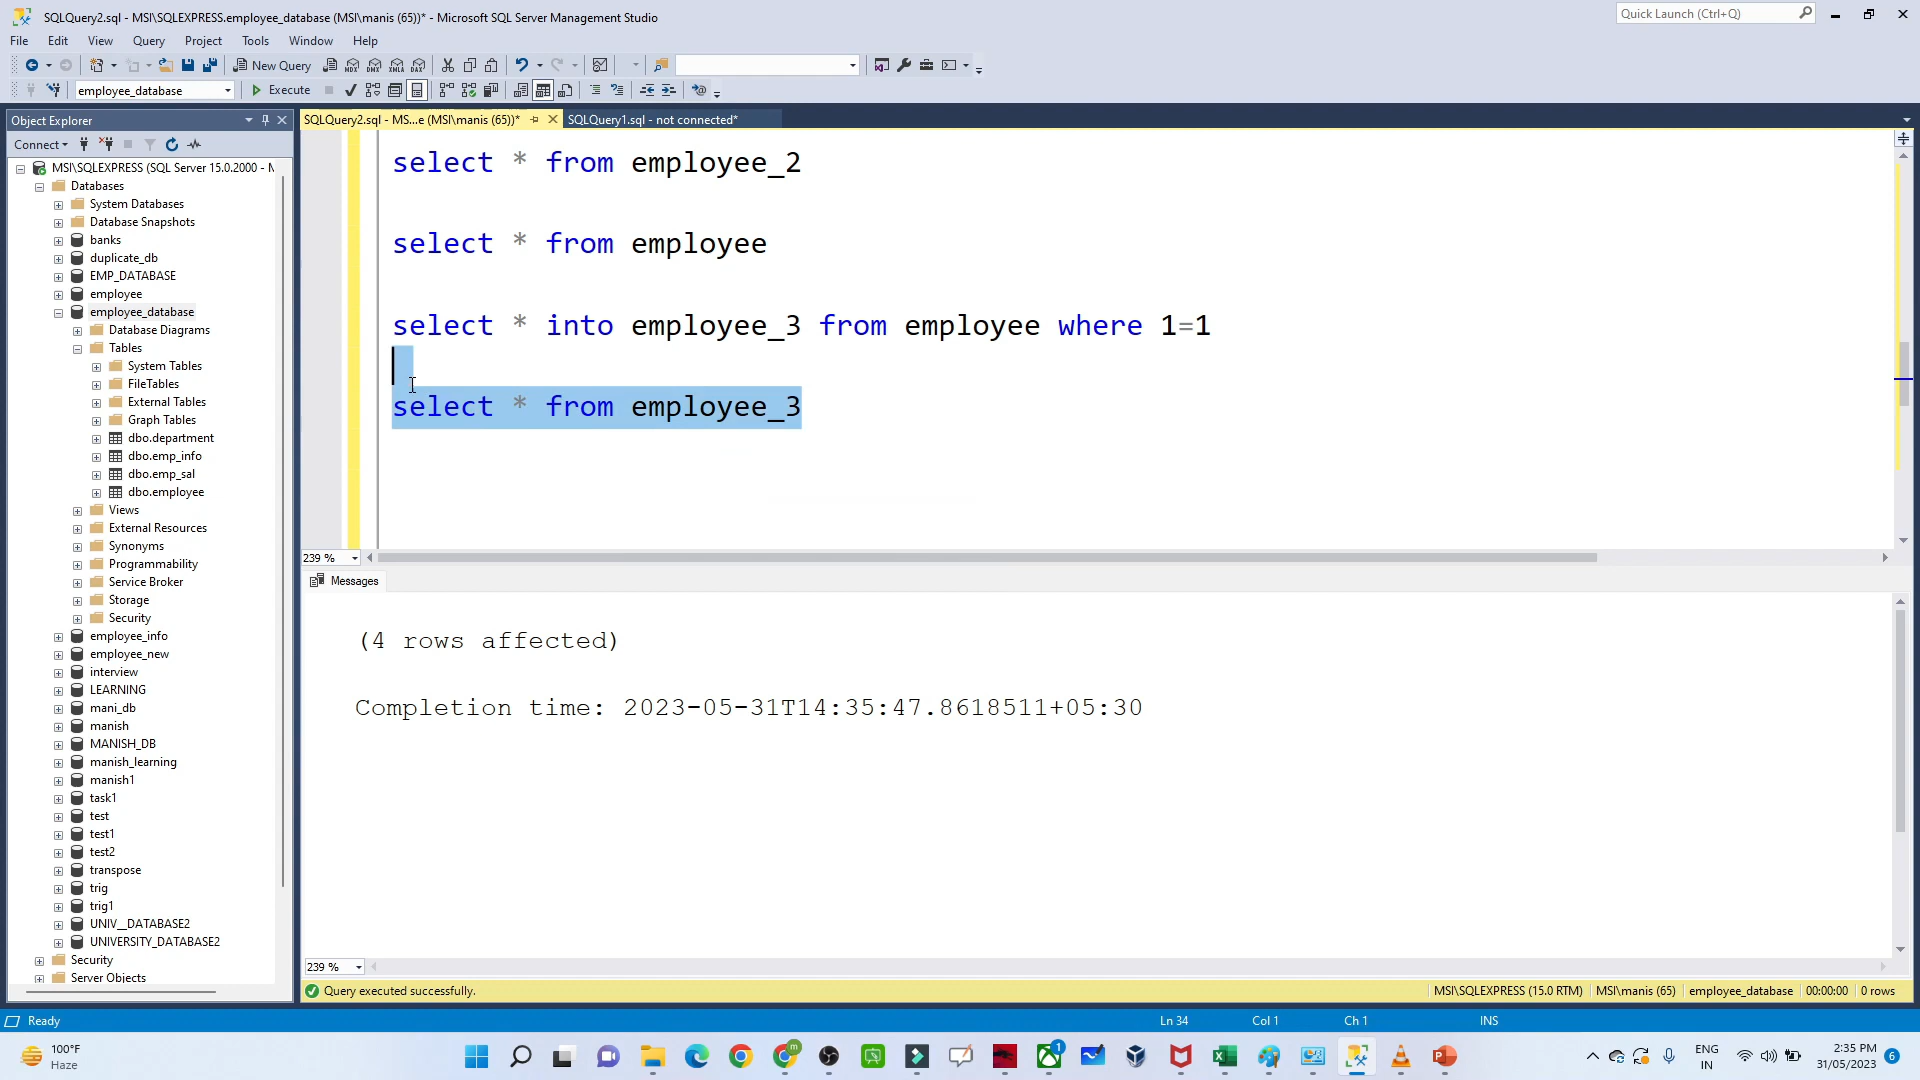 SQLQuery2.sql - MSI\SQLEXPRESS.employee_database (MSI\manis (65))* - Microsoft SQL Server Management Studio
Quick Launch (Ctrl+Q)
File Edit View Query Project Tools Window Help
New Query
employee_database
Execute
Object Explorer
SQLQuery2.sql - MS...e (MSI\manis (65))*
SQLQuery1.sql - not connected*
Connect
MSI\SQLEXPRESS (SQL Server 15.0.2000 - M
Databases
System Databases
Database Snapshots
banks
duplicate_db
EMP_DATABASE
employee
employee_database
Database Diagrams
Tables
System Tables
FileTables
External Tables
Graph Tables
dbo.department
dbo.emp_info
dbo.emp_sal
dbo.employee
Views
External Resources
Synonyms
Programmability
Service Broker
Storage
Security
employee_info
employee_new
interview
LEARNING
mani_db
manish
MANISH_DB
manish_learning
manish1
task1
test
test1
test2
transpose
trig
trig1
UNIV__DATABASE2
UNIVERSITY_DATABASE2
Security
Server Objects
select * from employee_2
select * from employee
select * into employee_3 from employee where 1=1
select * from employee_3
239 %
Messages
(4 rows affected)
Completion time: 2023-05-31T14:35:47.8618511+05:30
239 %
Query executed successfully.
MSI\SQLEXPRESS (15.0 RTM) MSI\manis (65) employee_database 00:00:00 0 rows
Ready
Ln 34 Col 1 Ch 1 INS
100°F
Haze
m
1
ENG
IN
2:35 PM
31/05/2023
6